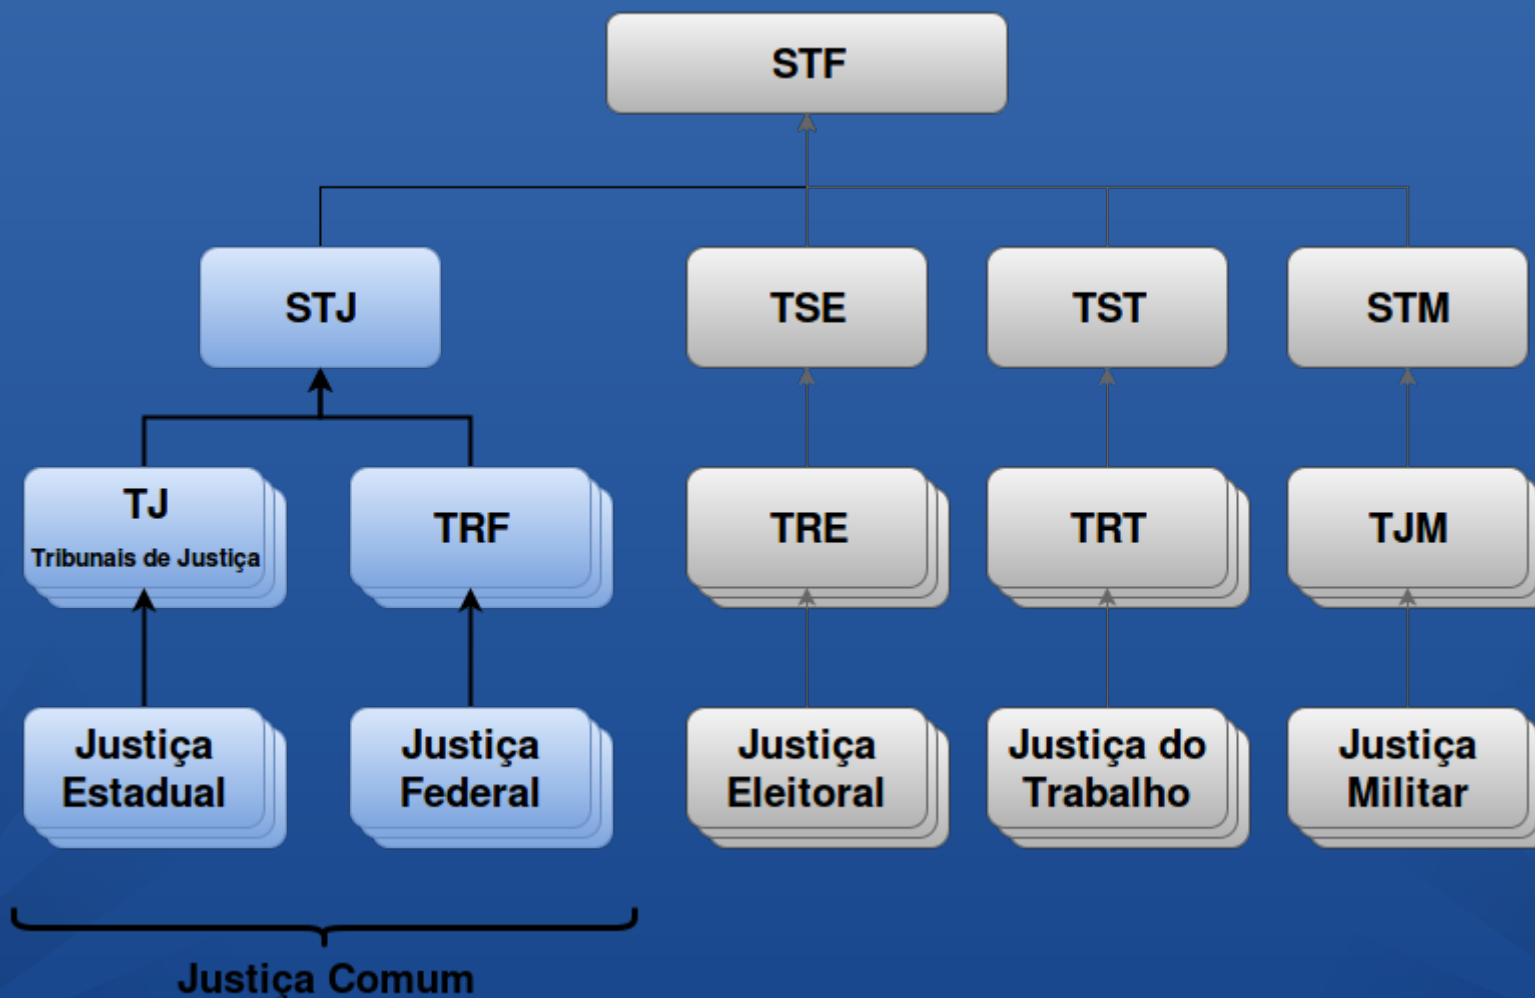 STF
STJ
TSE
TST
STM
TJ
Tribunais de Justiça
TRF
TRE
TRT
TJM
Justiça
Estadual
Justiça
Federal
Justiça
Eleitoral
Justiça do
Trabalho
Justiça
Militar
Justiça Comum